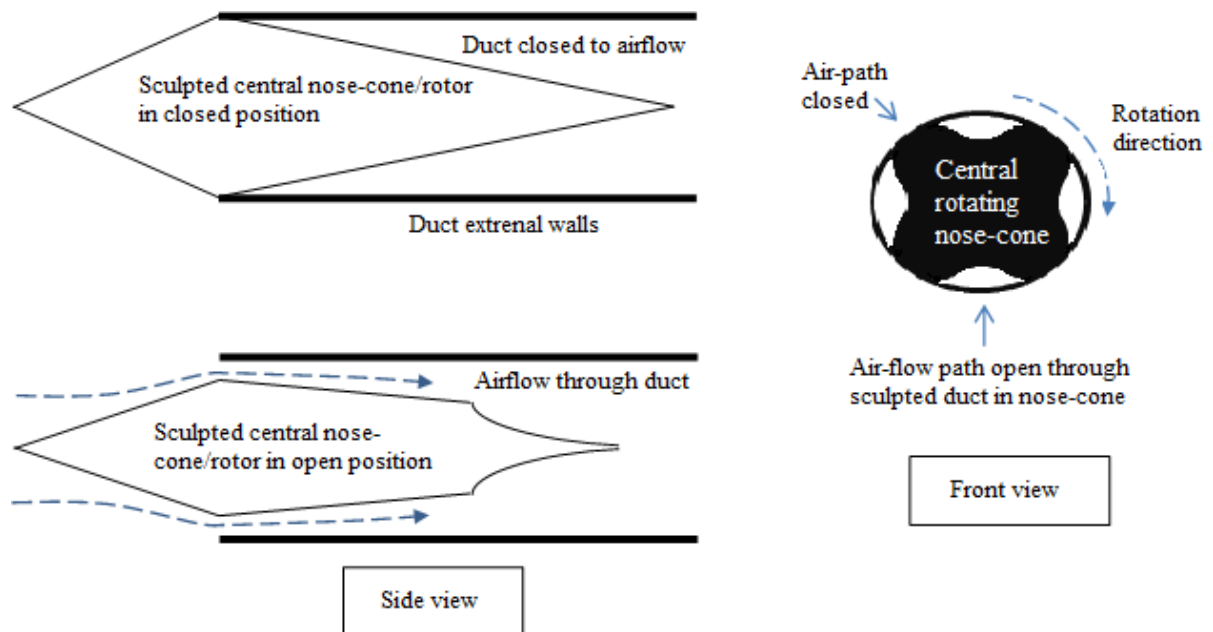 Duct closed to airflow
Sculpted central nose-cone/rotor
in closed position
Duct extrenal walls
Air-path
closed
Rotation
direction
Central
rotating
nose-cone
Airflow through duct
Sculpted central nose-
cone/rotor in open position
Air-flow path open through
sculpted duct in nose-cone
Front view
Side view